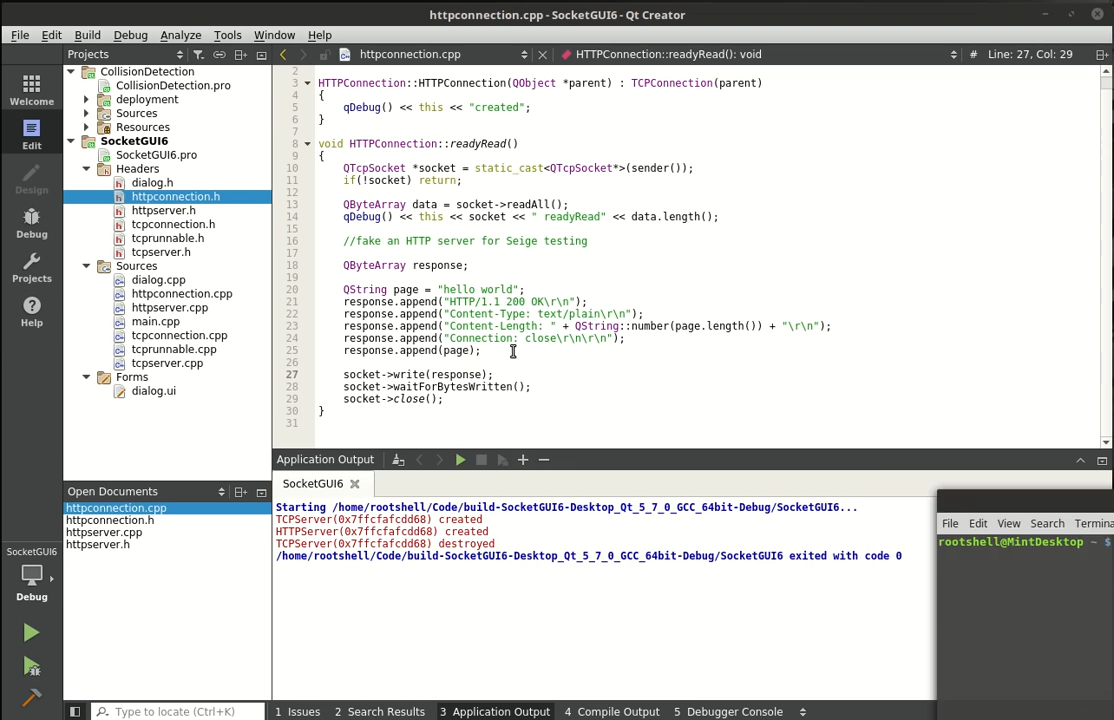 httpconnection.cpp - SocketGUI6 - Qt Creator
File Edit Build Debug Analyze Tools Window Help
Projects
httpconnection.cpp
HTTPConnection::readyRead(): void
# Line: 27, Col: 29
Welcome
Edit
Design
Debug
Projects
Help
CollisionDetection
CollisionDetection.pro
deployment
Sources
Resources
SocketGUI6
SocketGUI6.pro
Headers
dialog.h
httpconnection.h
httpserver.h
tcpconnection.h
tcprunnable.h
tcpserver.h
Sources
dialog.cpp
httpconnection.cpp
httpserver.cpp
main.cpp
tcpconnection.cpp
tcprunnable.cpp
tcpserver.cpp
Forms
dialog.ui
2
3 HTTPConnection::HTTPConnection(QObject *parent) : TCPConnection(parent)
4 {
5 qDebug() << this << "created";
6 }
7
8 void HTTPConnection::readyRead()
9 {
10 QTcpSocket *socket = static_cast<QTcpSocket*>(sender());
11 if(!socket) return;
12
13 QByteArray data = socket->readAll();
14 qDebug() << this << socket << " readyRead" << data.length();
15
16 //fake an HTTP server for Seige testing
17
18 QByteArray response;
19
20 QString page = "hello world";
21 response.append("HTTP/1.1 200 OK\r\n");
22 response.append("Content-Type: text/plain\r\n");
23 response.append("Content-Length: " + QString::number(page.length()) + "\r\n");
24 response.append("Connection: close\r\n\r\n");
25 response.append(page);
26
27 socket->write(response);
28 socket->waitForBytesWritten();
29 socket->close();
30 }
31
Application Output
SocketGUI6
Starting /home/rootshell/Code/build-SocketGUI6-Desktop_Qt_5_7_0_GCC_64bit-Debug/SocketGUI6...
TCPServer(0x7ffcfafcdd68) created
HTTPServer(0x7ffcfafcdd68) created
TCPServer(0x7ffcfafcdd68) destroyed
/home/rootshell/Code/build-SocketGUI6-Desktop_Qt_5_7_0_GCC_64bit-Debug/SocketGUI6 exited with code 0
Open Documents
httpconnection.cpp
httpconnection.h
httpserver.cpp
httpserver.h
SocketGUI6
Debug
File Edit View Search Termina
rootshell@MintDesktop ~ $
Type to locate (Ctrl+K)
1 Issues 2 Search Results 3 Application Output 4 Compile Output 5 Debugger Console